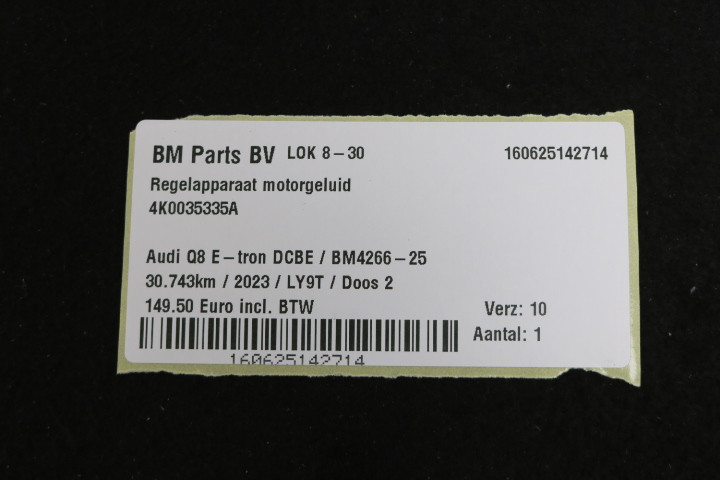 BM Parts BV LOK 8-30 160625142714
Regelapparaat motorgeluid
4K0035335A
Audi Q8 E-tron DCBE / BM4266-25
30.743km / 2023 / LY9T / Doos 2
149.50 Euro incl. BTW Verz: 10
Aantal: 1
160625142714